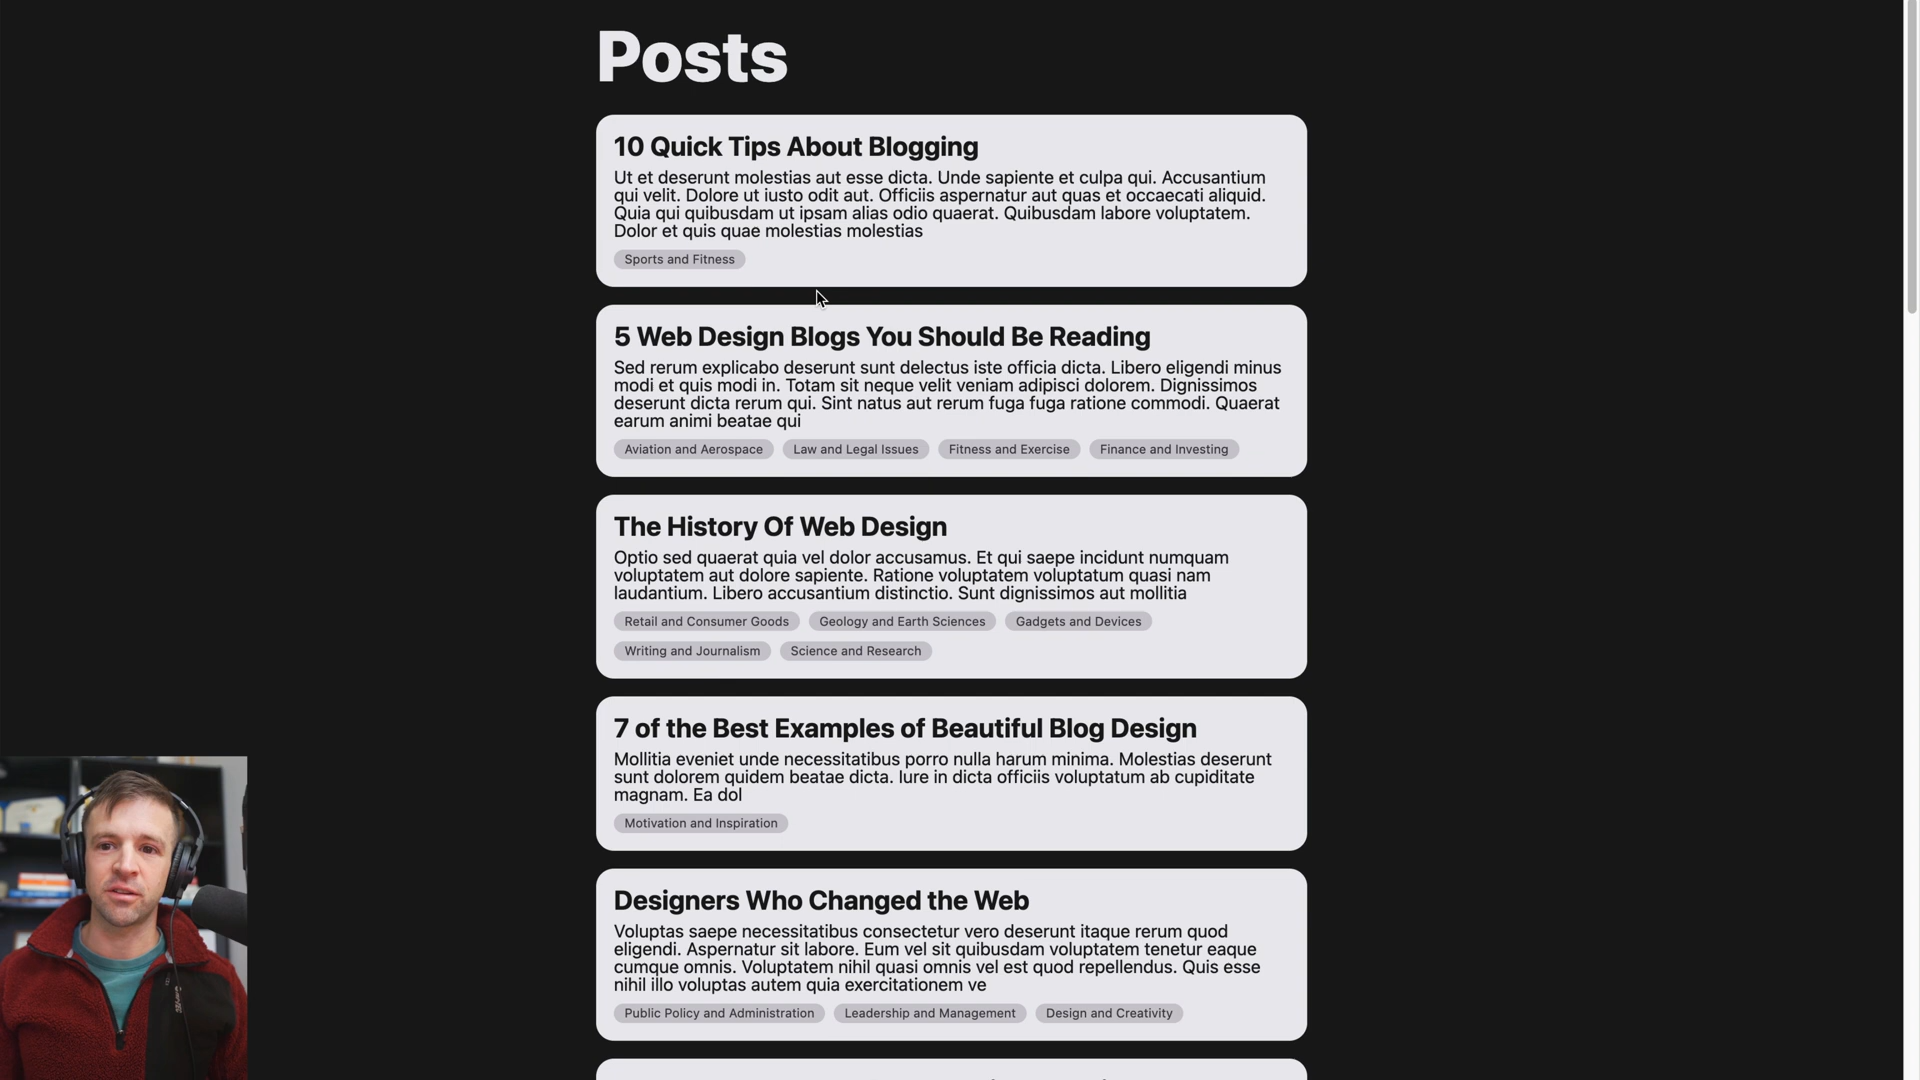 Posts
10 Quick Tips About Blogging
Ut et deserunt molestias aut esse dicta. Unde sapiente et culpa qui. Accusantium
qui velit. Dolore ut iusto odit aut. Officiis aspernatur aut quas et occaecati aliquid.
Quia qui quibusdam ut ipsam alias odio quaerat. Quibusdam labore voluptatem.
Dolor et quis quae molestias molestias
Sports and Fitness
5 Web Design Blogs You Should Be Reading
Sed rerum explicabo deserunt sunt delectus iste officia dicta. Libero eligendi minus
modi et quis modi in. Totam sit neque velit veniam adipisci dolorem. Dignissimos
deserunt dicta rerum qui. Sint natus aut rerum fuga fuga ratione commodi. Quaerat
earum animi beatae qui
Aviation and Aerospace Law and Legal Issues Fitness and Exercise Finance and Investing
The History Of Web Design
Optio sed quaerat quia vel dolor accusamus. Et qui saepe incidunt numquam
voluptatem aut dolore sapiente. Ratione voluptatem voluptatum quasi nam
laudantium. Libero accusantium distinctio. Sunt dignissimos aut mollitia
Retail and Consumer Goods Geology and Earth Sciences Gadgets and Devices
Writing and Journalism Science and Research
7 of the Best Examples of Beautiful Blog Design
Mollitia eveniet unde necessitatibus porro nulla harum minima. Molestias deserunt
sunt dolorem quidem beatae dicta. Iure in dicta officiis voluptatum ab cupiditate
magnam. Ea dol
Motivation and Inspiration
Designers Who Changed the Web
Voluptas saepe necessitatibus consectetur vero deserunt itaque rerum quod
eligendi. Aspernatur sit labore. Eum vel sit quibusdam voluptatem tenetur eaque
cumque omnis. Voluptatem nihil quasi omnis vel est quod repellendus. Quis esse
nihil illo voluptas autem quia exercitationem ve
Public Policy and Administration Leadership and Management Design and Creativity